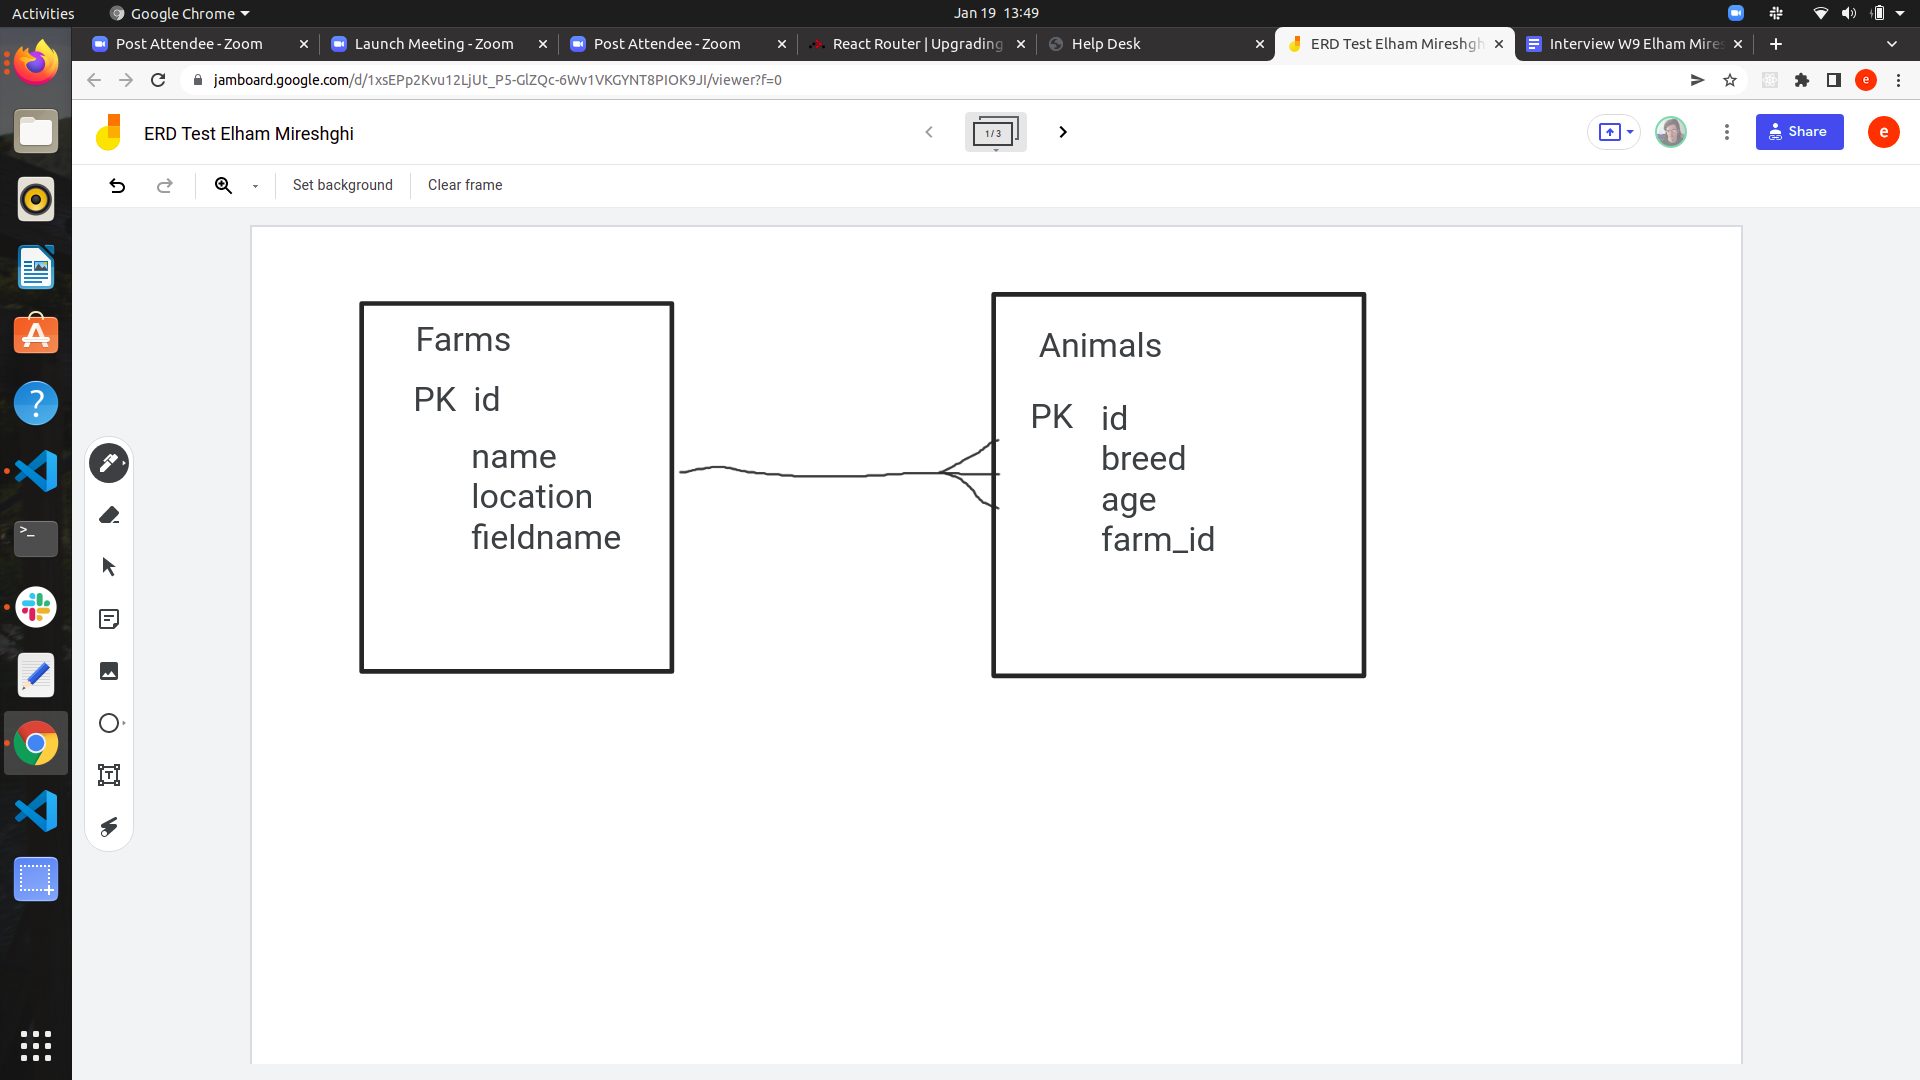 Activities
Google Chrome
Jan 19 13:49
Post Attendee - Zoom
Launch Meeting - Zoom
Post Attendee - Zoom
React Router | Upgrading
Help Desk
ERD Test Elham Mireshgh
Interview W9 Elham Mires
jamboard.google.com/d/1xsEPp2Kvu12LjUt_P5-GlZQc-6Wv1VKGYNT8PIOK9JI/viewer?f=0
e
ERD Test Elham Mireshghi
1 / 3
Share
e
Set background
Clear frame
Farms
PK id
name
location
fieldname
Animals
PK id
breed
age
farm_id